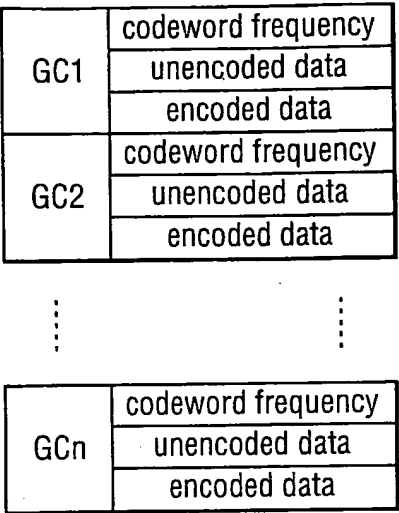 codeword frequency
GC1 unencoded data
encoded data
codeword frequency
GC2 unencoded data
encoded data
codeword frequency
GCn unencoded data
encoded data